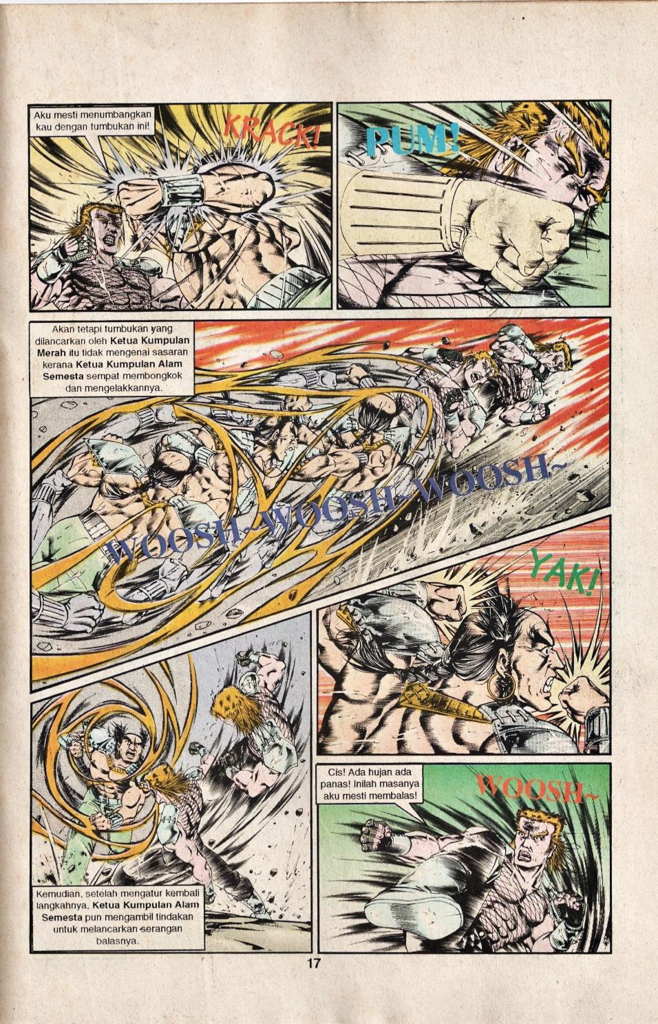 Aku mesti menumbangkan
kau dengan tumbukan ini!
KRACK!
PUM!
Akan tetapi tumbukan yang
dilancarkan oleh Ketua Kumpulan
Merah itu tidak mengenai sasaran
kerana Ketua Kumpulan Alam
Semesta sempat membongkok
dan mengelakkannya.
WOOSH~WOOSH~WOOSH~
YAK!
Kemudian, setelah mengatur kembali
langkahnya, Ketua Kumpulan Alam
Semesta pun mengambil tindakan
untuk melancarkan serangan
balasnya.
Cis! Ada hujan ada
panas! inilah masanya
aku mesti membalas!
WOOSH~
17